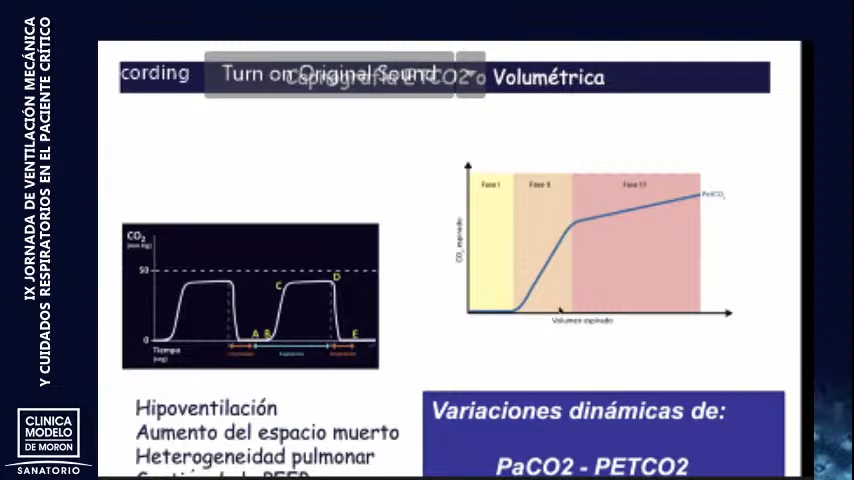 IX JORNADA DE VENTILACIÓN MECÁNICA
Y CUIDADOS RESPIRATORIOS EN EL PACIENTE CRÍTICO
cording
Turn on Original Sound
Capnografía ETCO2 o Volumétrica
CO2
50
C
D
A
B
E
0
Tiempo
(seg)
Fase I
Fase II
Fase III
PetCO2
CO2 espirado
Volumen espirado
Hipoventilación
Aumento del espacio muerto
Heterogeneidad pulmonar
Variaciones dinámicas de:
PaCO2 - PETCO2
CLINICA
MODELO
DE MORON
SANATORIO